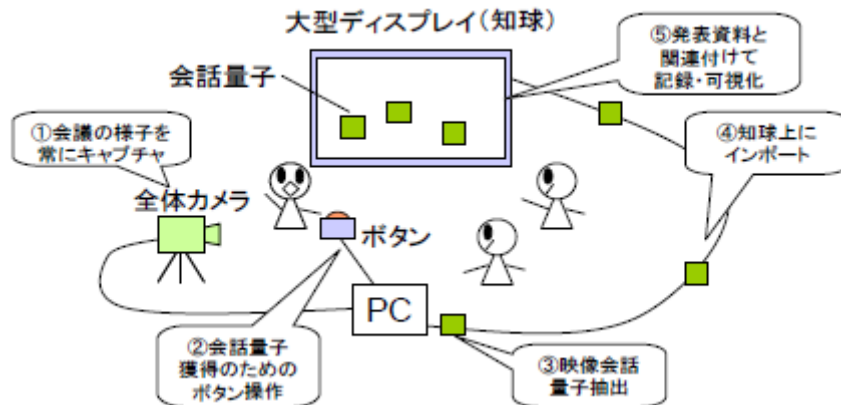 大型ディスプレイ（知球）
会話量子
⑤発表資料と
関連付けて
記録・可視化
①会議の様子を
常にキャプチャ
④知球上に
インポート
全体カメラ
ボタン
PC
②会話量子
獲得のための
ボタン操作
③映像会話
量子抽出